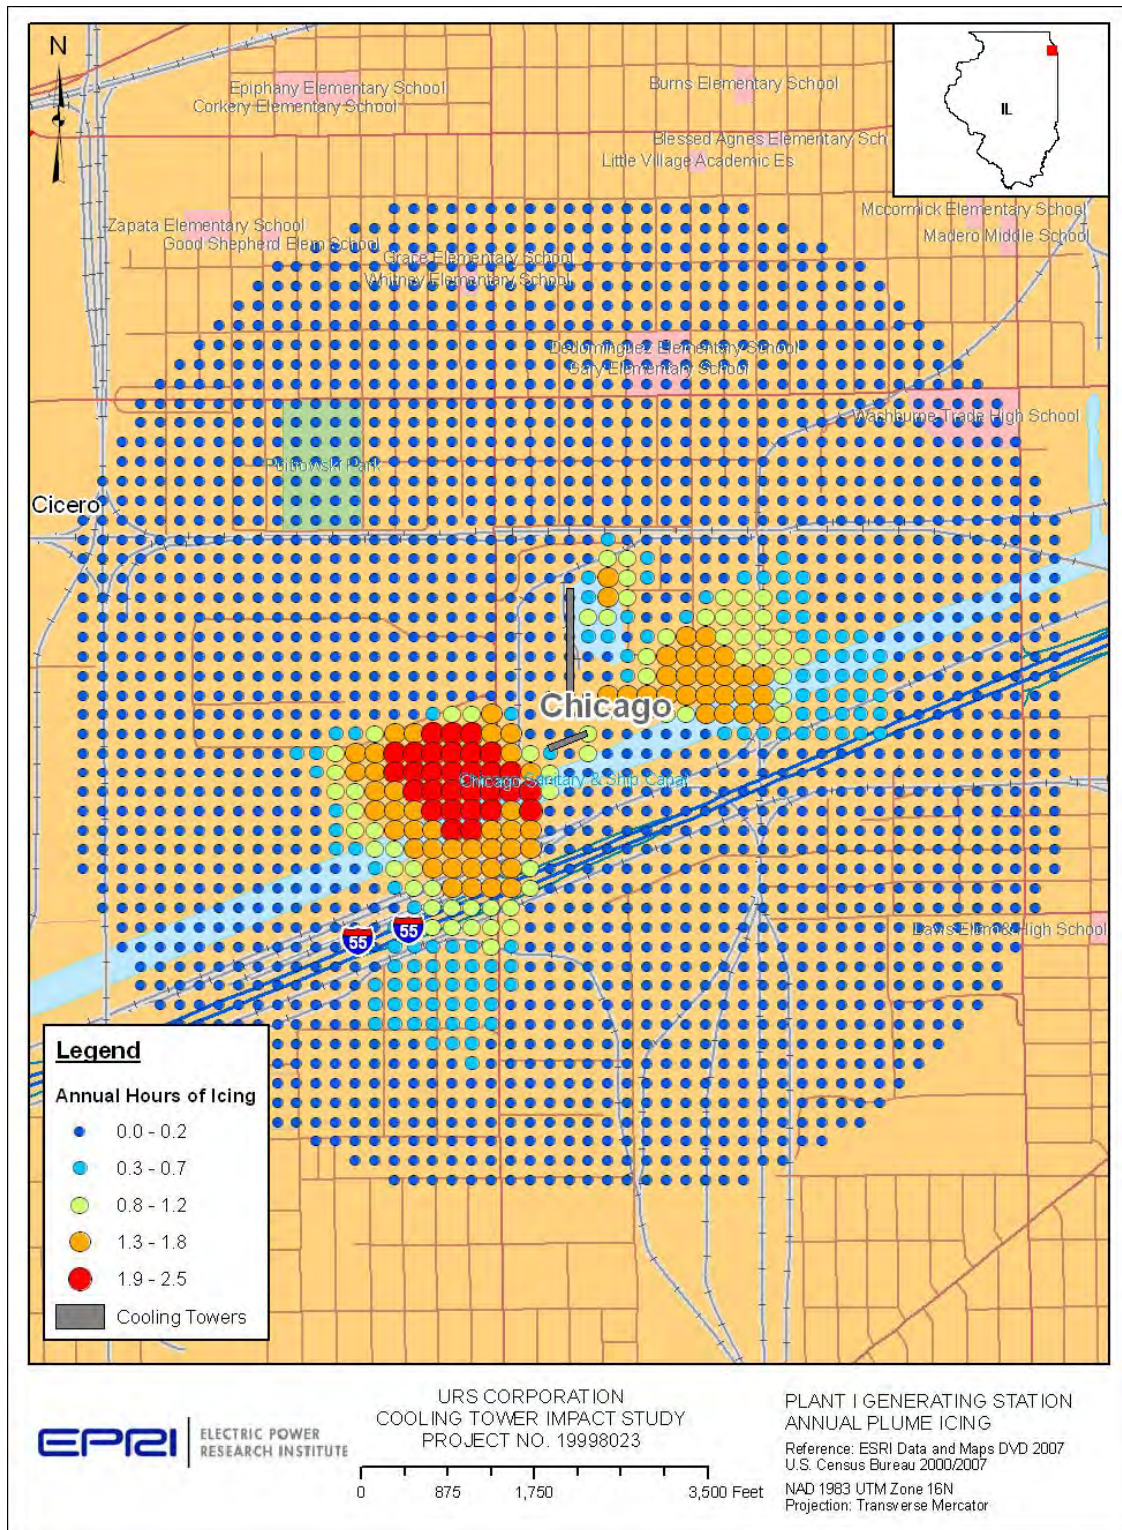 N
IL
Epiphany Elementary School
Corkery Elementary School
Burns Elementary School
Blessed Agnes Elementary Sch
Little Village Academic Es
Zapata Elementary School
Good Shepherd Elem School
Grace Elementary School
Whitney Elementary School
Mccormick Elementary School
Madero Middle School
Dedominguez Elementary School
Gary Elementary School
Washburne Trade High School
Piotrowski Park
Cicero
Chicago
Chicago Sanitary & Ship Canal
55
55
Davis Elem & High School
Legend
Annual Hours of Icing
0.0 - 0.2
0.3 - 0.7
0.8 - 1.2
1.3 - 1.8
1.9 - 2.5
Cooling Towers
EPRI
ELECTRIC POWER
RESEARCH INSTITUTE
URS CORPORATION
COOLING TOWER IMPACT STUDY
PROJECT NO. 19998023
0 875 1,750 3,500 Feet
PLANT I GENERATING STATION
ANNUAL PLUME ICING
Reference: ESRI Data and Maps DVD 2007
U.S. Census Bureau 2000/2007
NAD 1983 UTM Zone 16N
Projection: Transverse Mercator